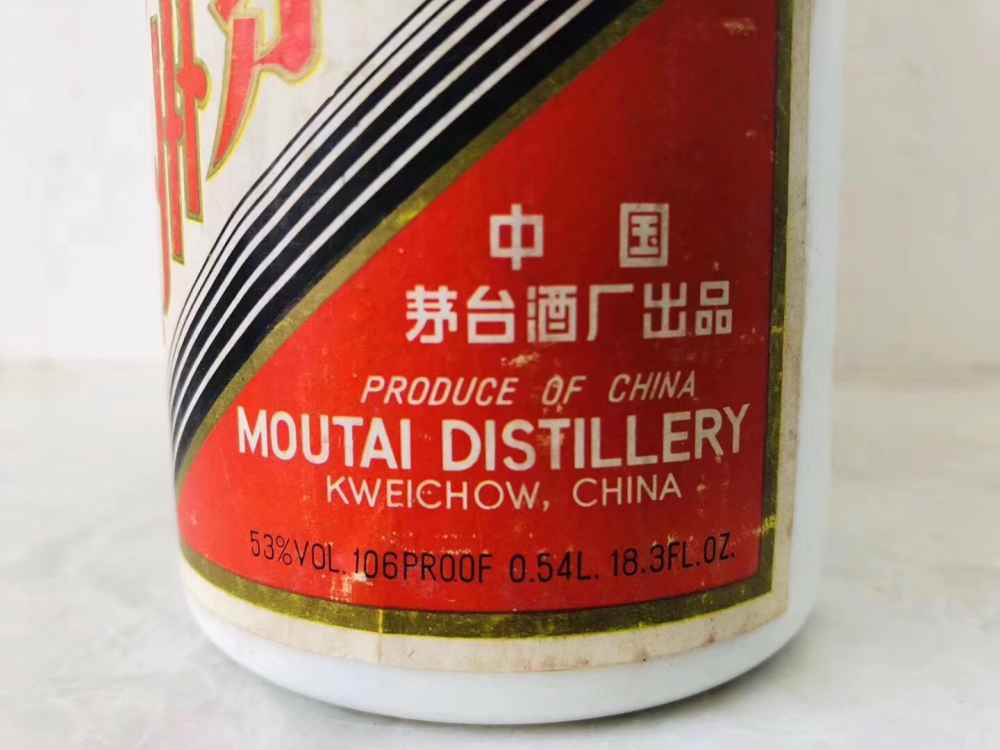 中国
茅台酒厂出品
PRODUCE OF CHINA
MOUTAI DISTILLERY
KWEICHOW, CHINA
53%VOL. 106PROOF 0.54L. 18.3FL.OZ.